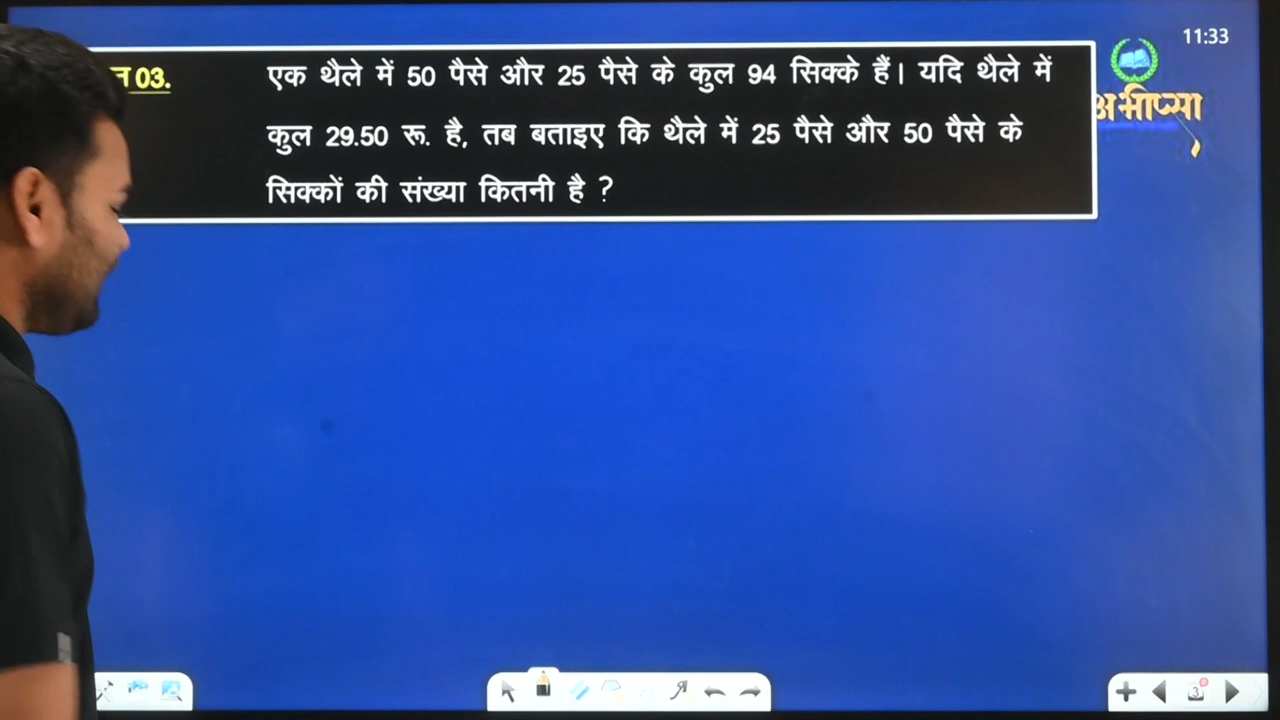 11:33
03.
एक थैले में 50 पैसे और 25 पैसे के कुल 94 सिक्के हैं। यदि थैले में
कुल 29.50 रू. है, तब बताइए कि थैले में 25 पैसे और 50 पैसे के
सिक्कों की संख्या कितनी है ?
अभीप्सा
3